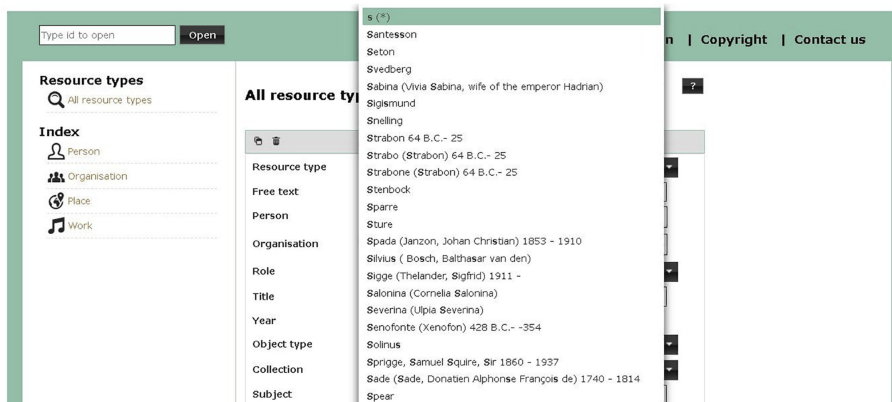 Type id to open
Open
n | Copyright | Contact us
Resource types
All resource types
Index
Person
Organisation
Place
Work
All resource ty
?
Resource type
Free text
Person
Organisation
Role
Title
Year
Object type
Collection
Subject
s (*)
Santesson
Seton
Svedberg
Sabina (Vivia Sabina, wife of the emperor Hadrian)
Sigismund
Snelling
Strabon 64 B.C.- 25
Strabo (Strabon) 64 B.C.- 25
Strabone (Strabon) 64 B.C.- 25
Stenbock
Sparre
Sture
Spada (Janzon, Johan Christian) 1853 - 1910
Silvius ( Bosch, Balthasar van den)
Sigge (Thelander, Sigfrid) 1911 -
Salonina (Cornelia Salonina)
Severina (Ulpia Severina)
Senofonte (Xenofon) 428 B.C.- -354
Solinus
Sprigge, Samuel Squire, Sir 1860 - 1937
Sade (Sade, Donatien Alphonse François de) 1740 - 1814
Spear